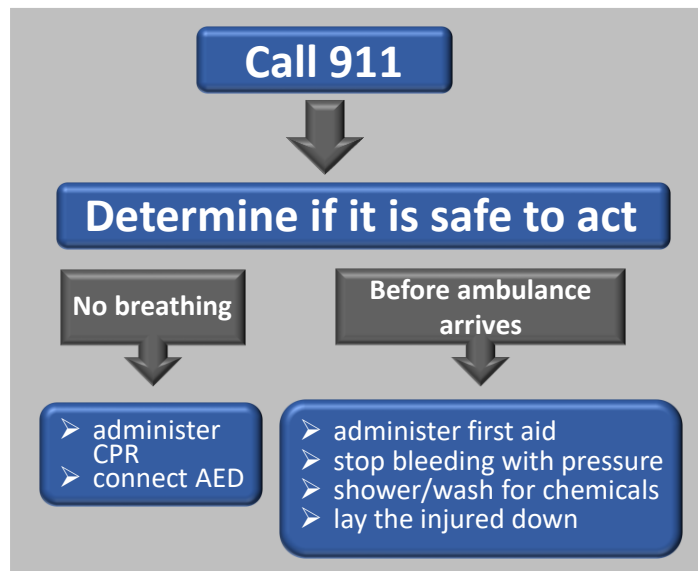 Call 911
Determine if it is safe to act
No breathing
Before ambulance
arrives
➢ administer
CPR
➢ connect AED
➢ administer first aid
➢ stop bleeding with pressure
➢ shower/wash for chemicals
➢ lay the injured down